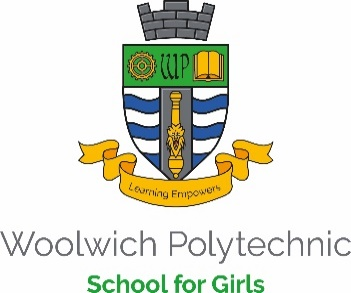 WP
Learning Empowers
Woolwich Polytechnic
School for Girls